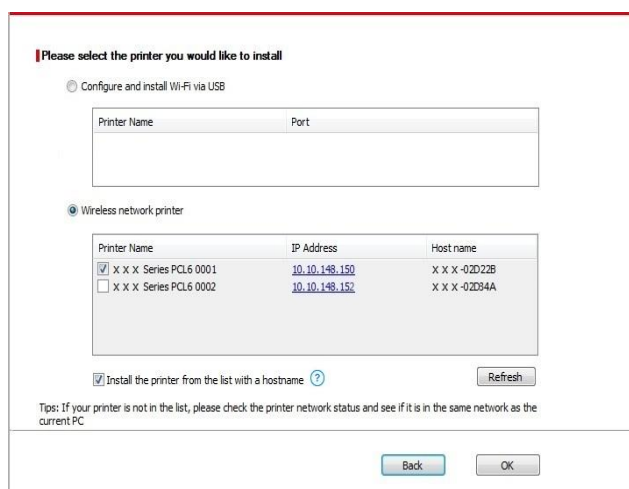 Please select the printer you would like to install
Configure and install Wi-Fi via USB
Printer Name Port
Wireless network printer
Printer Name IP Address Host name
X X X Series PCL6 0001 10.10.148.150 X X X -02D22B
X X X Series PCL6 0002 10.10.148.152 X X X -02D84A
Install the printer from the list with a hostname ? Refresh
Tips: If your printer is not in the list, please check the printer network status and see if it is in the same network as the
current PC
Back OK